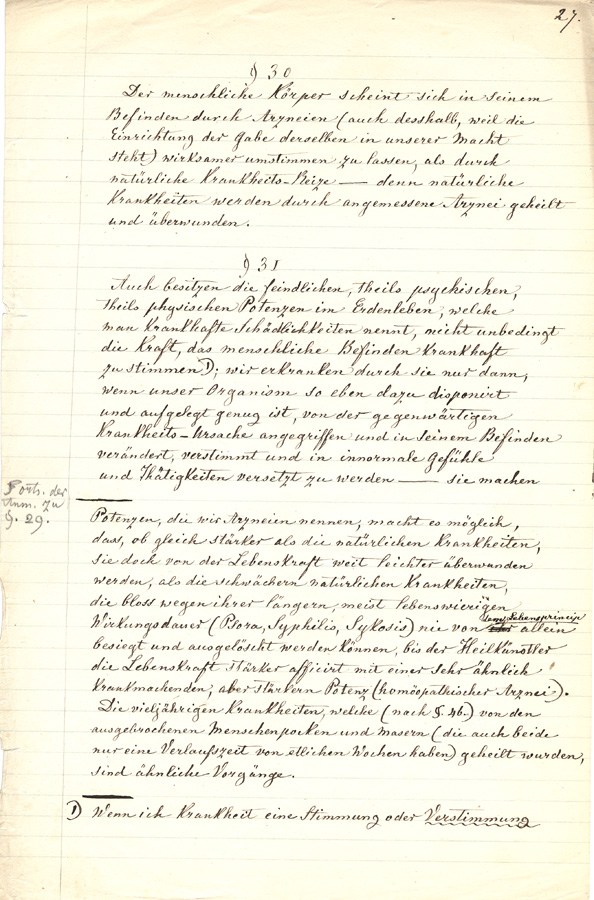 27.
§ 30
Der menschliche Körper scheint sich in seinem
Befinden durch Arzneien (auch desshalb, weil die
Einrichtung der Gabe derselben in unserer Macht
steht) wirksamer umstimmen zu lassen, als durch
natürliche Krankheits-Reize — denn natürliche
Krankheiten werden durch angemessene Arznei geheilt
und überwunden.
§ 31
Auch besitzen die feindlichen, theils psychischen,
theils physischen Potenzen im Erdenleben, welche
man krankhafte Schädlichkeiten nennt, nicht unbedingt
die Kraft, das menschliche Befinden krankhaft
zu stimmen 1); wir erkranken durch sie nur dann,
wenn unser Organism so eben dazu disponirt
und aufgelegt genug ist, von der gegenwärtigen
Krankheits-Ursache angegriffen und in seinem Befinden
verändert, verstimmt und in innormale Gefühle
und Thätigkeiten versetzt zu werden — sie machen
Forts. der
Anm. zu
§. 29.
Potenzen, die wir Arzneien nennen, macht es möglich,
dass, ob gleich stärker als die natürlichen Krankheiten,
sie doch von der Lebenskraft weit leichter überwunden
werden, als die schwächern natürlichen Krankheiten,
die bloss wegen ihrer längern, meist lebenswierigen
Lebensprincip
Wirkungsdauer (Psora, Syphilis, Sykosis) nie von allein
besiegt und ausgelöscht werden können, bis der Heilkünstler
die Lebenskraft stärker afficirt mit einer sehr ähnlich
krankmachenden, aber stärkern Potenz (homöopathischer Arznei).
Die vieljährigen Krankheiten, welche (nach §. 46.) von den
ausgebrochenen Menschenpocken und Masern (die auch beide
nur eine Verlaufszeit von etlichen Wochen haben) geheilt wurden,
sind ähnliche Vorgänge.
1) Wenn ich Krankheit eine Stimmung oder Verstimmung